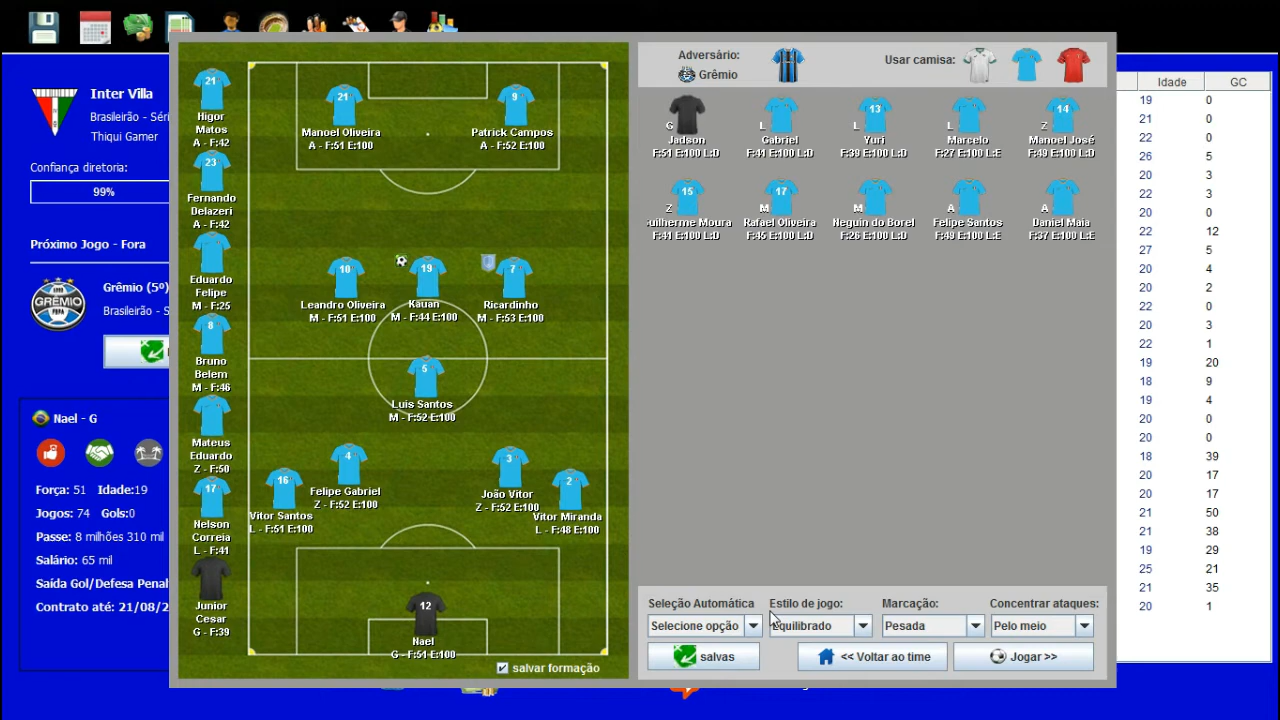 Inter Villa
Brasileirão - Séri
Thiqui Gamer
Confiança diretoria:
99%
Próximo Jogo - Fora
GRÊMIO
FBPA
Grêmio (5º)
Brasileirão - S
Nael - G
Força: 51 Idade:19
Jogos: 74 Gols:0
Passe: 8 milhões 310 mil
Salário: 65 mil
Saída Gol/Defesa Penal
Contrato até: 21/08/2
21
Higor
Matos
A - F:42
23
Fernando
Delazeri
A - F:42
Eduardo
Felipe
M - F:25
8
Bruno
Belem
M - F:46
Mateus
Eduardo
Z - F:50
17
Nelson
Correia
L - F:41
Junior
Cesar
G - F:39
21
Manoel Oliveira
A - F:51 E:100
9
Patrick Campos
A - F:52 E:100
10
Leandro Oliveira
M - F:51 E:100
19
Kauan
M - F:44 E:100
7
Ricardinho
M - F:53 E:100
5
Luis Santos
M - F:52 E:100
16
Vitor Santos
L - F:51 E:100
4
Felipe Gabriel
Z - F:52 E:100
3
João Vitor
Z - F:52 E:100
2
Vitor Miranda
L - F:48 E:100
12
Nael
G - F:51 E:100
salvar formação
Adversário:
Grêmio
Usar camisa:
G
Jadson
F:51 E:100 L:D
L
Gabriel
F:41 E:100 L:D
13
L
Yuri
F:39 E:100 L:D
L
Marcelo
F:27 E:100 L:E
14
Z
Manoel José
F:49 E:100 L:D
15
Z
uilherme Moura
F:41 E:100 L:D
17
M
Rafael Oliveira
F:45 E:100 L:D
M
Neguin do Borel
F:26 E:100 L:D
A
Felipe Santos
F:49 E:100 L:E
A
Daniel Maia
F:37 E:100 L:E
Seleção Automática
Estilo de jogo:
Marcação:
Concentrar ataques:
Selecione opção
Equilibrado
Pesada
Pelo meio
salvas
<< Voltar ao time
Jogar >>
Idade GC
19 0
21 0
22 0
26 5
20 3
22 3
20 0
22 12
27 5
20 4
20 2
22 0
20 3
22 1
19 20
18 9
19 4
20 0
20 0
18 39
20 17
20 17
21 50
21 38
19 29
25 21
21 35
20 1